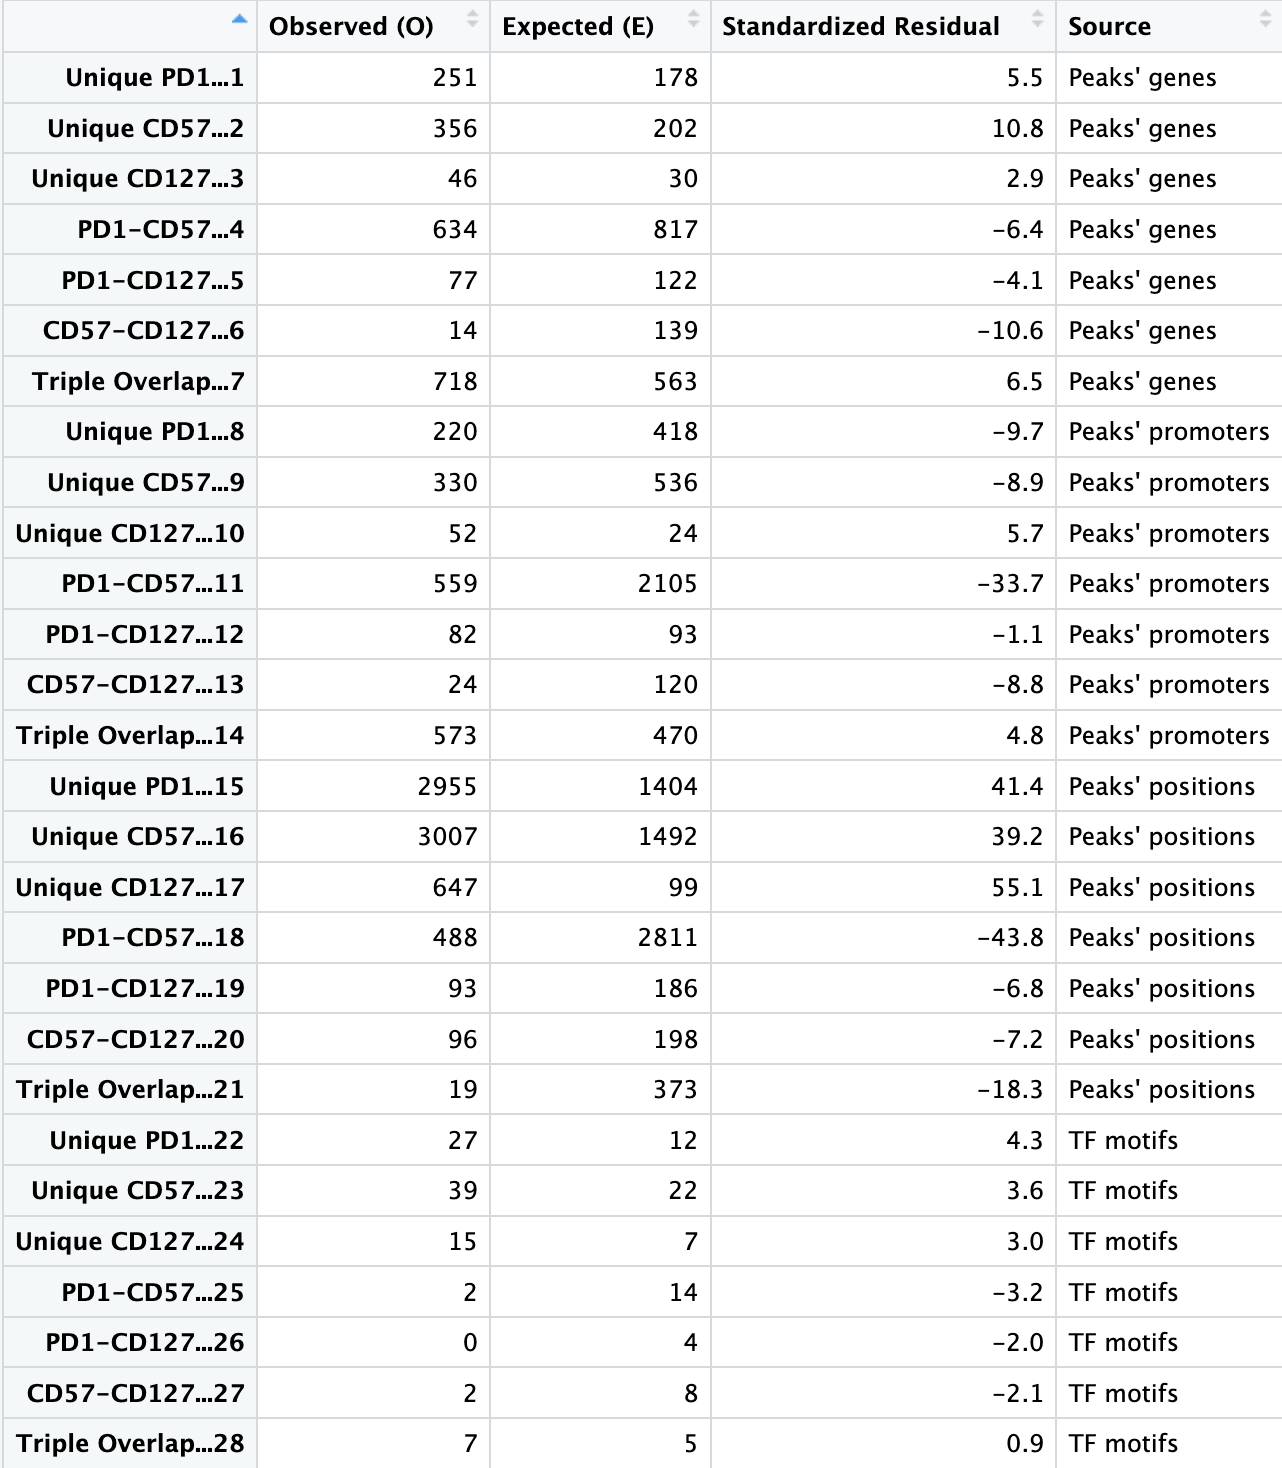 Observed (O) Expected (E) Standardized Residual Source
Unique PD1...1 251 178 5.5 Peaks' genes
Unique CD57...2 356 202 10.8 Peaks' genes
Unique CD127...3 46 30 2.9 Peaks' genes
PD1-CD57...4 634 817 -6.4 Peaks' genes
PD1-CD127...5 77 122 -4.1 Peaks' genes
CD57-CD127...6 14 139 -10.6 Peaks' genes
Triple Overlap...7 718 563 6.5 Peaks' genes
Unique PD1...8 220 418 -9.7 Peaks' promoters
Unique CD57...9 330 536 -8.9 Peaks' promoters
Unique CD127...10 52 24 5.7 Peaks' promoters
PD1-CD57...11 559 2105 -33.7 Peaks' promoters
PD1-CD127...12 82 93 -1.1 Peaks' promoters
CD57-CD127...13 24 120 -8.8 Peaks' promoters
Triple Overlap...14 573 470 4.8 Peaks' promoters
Unique PD1...15 2955 1404 41.4 Peaks' positions
Unique CD57...16 3007 1492 39.2 Peaks' positions
Unique CD127...17 647 99 55.1 Peaks' positions
PD1-CD57...18 488 2811 -43.8 Peaks' positions
PD1-CD127...19 93 186 -6.8 Peaks' positions
CD57-CD127...20 96 198 -7.2 Peaks' positions
Triple Overlap...21 19 373 -18.3 Peaks' positions
Unique PD1...22 27 12 4.3 TF motifs
Unique CD57...23 39 22 3.6 TF motifs
Unique CD127...24 15 7 3.0 TF motifs
PD1-CD57...25 2 14 -3.2 TF motifs
PD1-CD127...26 0 4 -2.0 TF motifs
CD57-CD127...27 2 8 -2.1 TF motifs
Triple Overlap...28 7 5 0.9 TF motifs